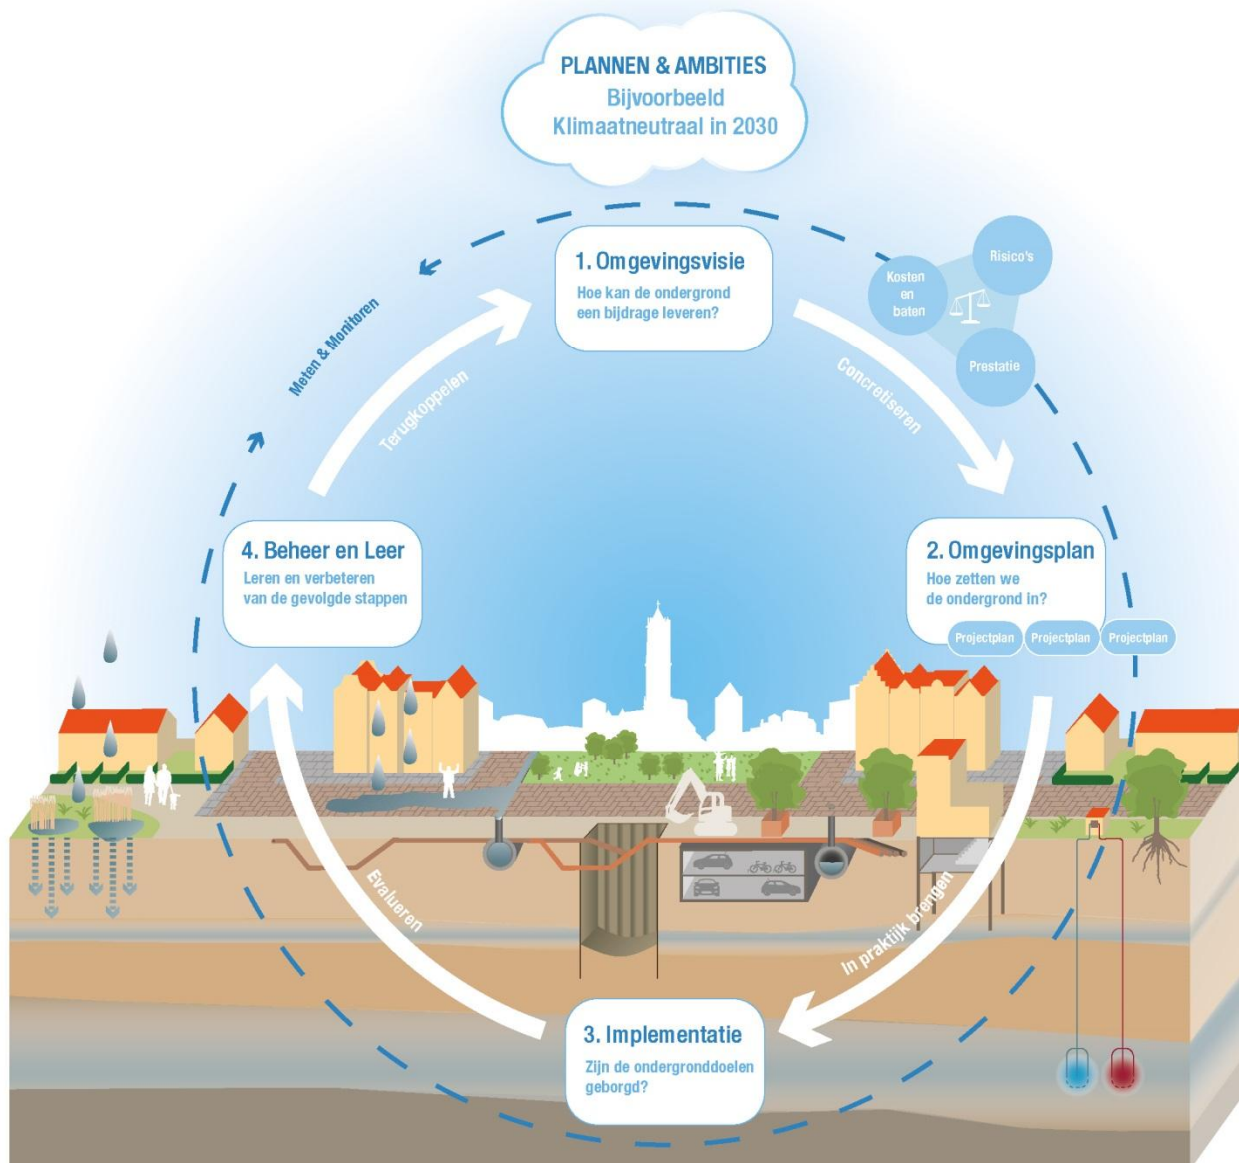 PLANNEN & AMBITIES
Bijvoorbeeld
Klimaatneutraal in 2030
1. Omgevingsvisie
Hoe kan de ondergrond
een bijdrage leveren?
Risico's
Kosten
en
baten
Prestatie
Meten & Monitoren
Terugkoppelen
Concretiseren
4. Beheer en Leer
Leren en verbeteren
van de gevolgde stappen
2. Omgevingsplan
Hoe zetten we
de ondergrond in?
Projectplan Projectplan Projectplan
Evalueren
In praktijk brengen
3. Implementatie
Zijn de ondergronddoelen
geborgd?